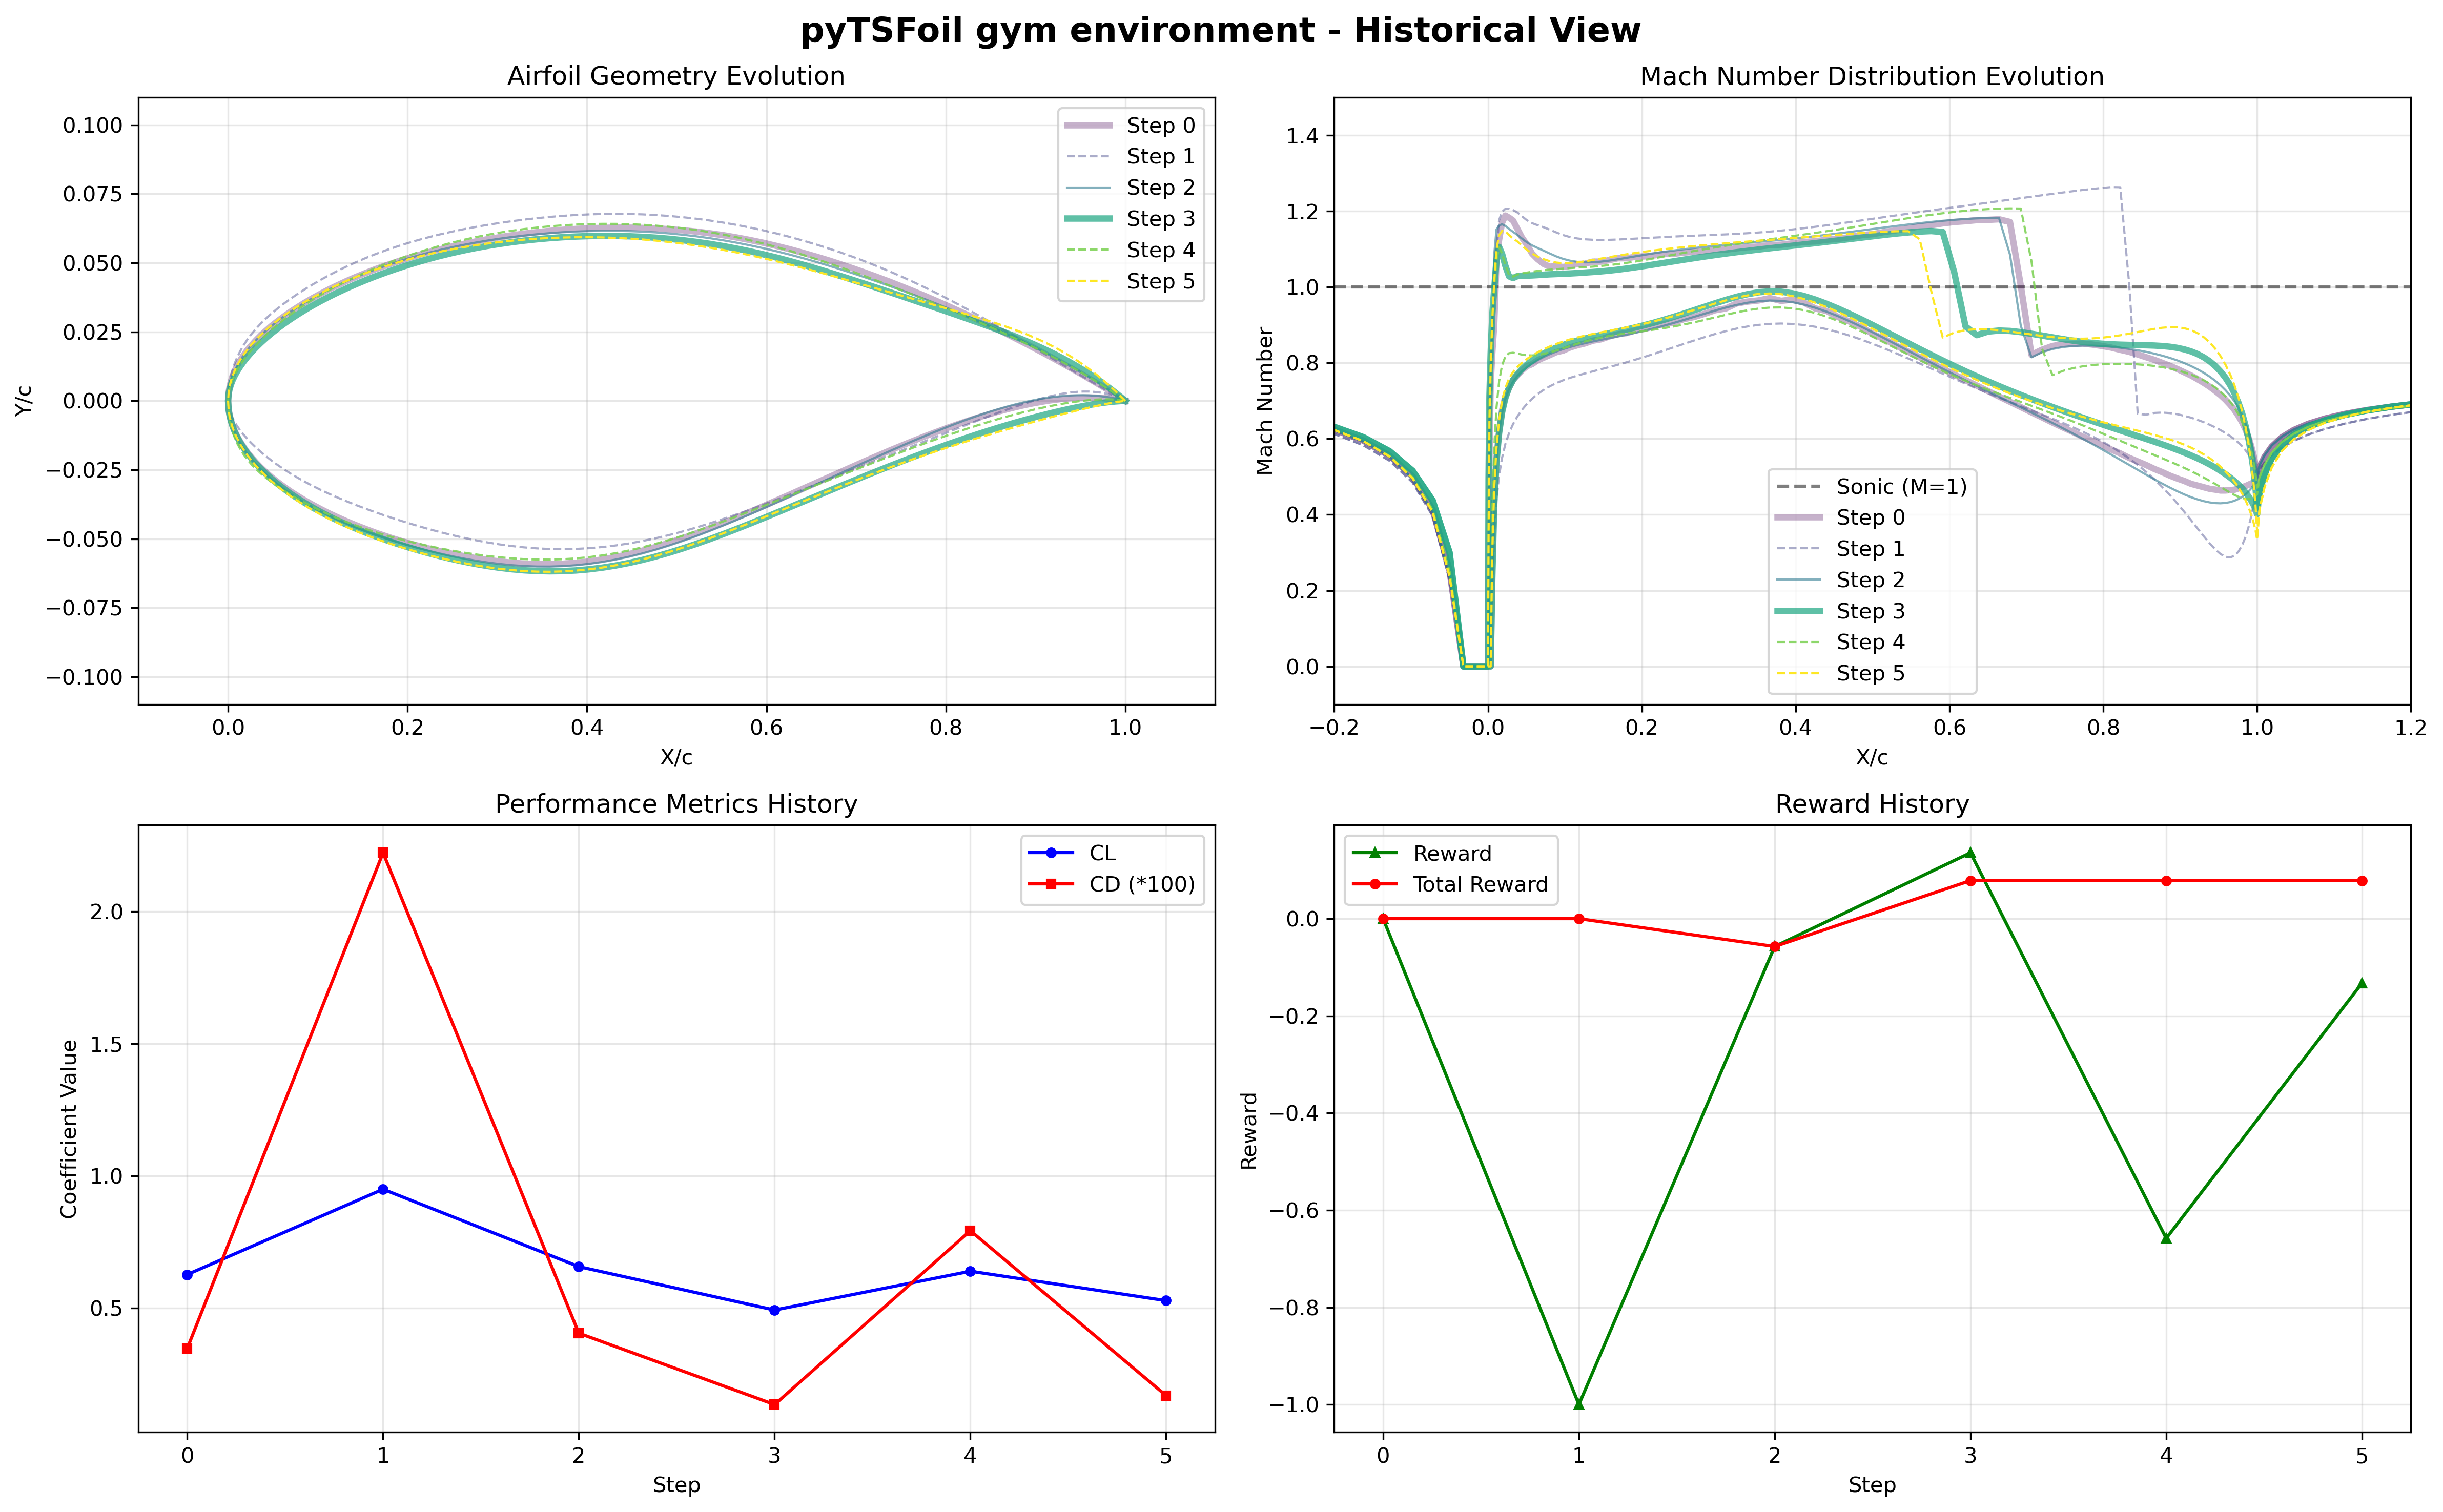 pyTSFoil gym environment - Historical View
Airfoil Geometry Evolution
0.100
0.075
0.050
0.025
0.000
−0.025
−0.050
−0.075
−0.100
Y/c
0.0 0.2 0.4 0.6 0.8 1.0
X/c
Step 0
Step 1
Step 2
Step 3
Step 4
Step 5
Mach Number Distribution Evolution
1.4
1.2
1.0
0.8
0.6
0.4
0.2
0.0
Mach Number
−0.2 0.0 0.2 0.4 0.6 0.8 1.0 1.2
X/c
Sonic (M=1)
Step 0
Step 1
Step 2
Step 3
Step 4
Step 5
Performance Metrics History
2.0
1.5
1.0
0.5
Coefficient Value
0 1 2 3 4 5
Step
CL
CD (*100)
Reward History
0.0
−0.2
−0.4
−0.6
−0.8
−1.0
Reward
0 1 2 3 4 5
Step
Reward
Total Reward